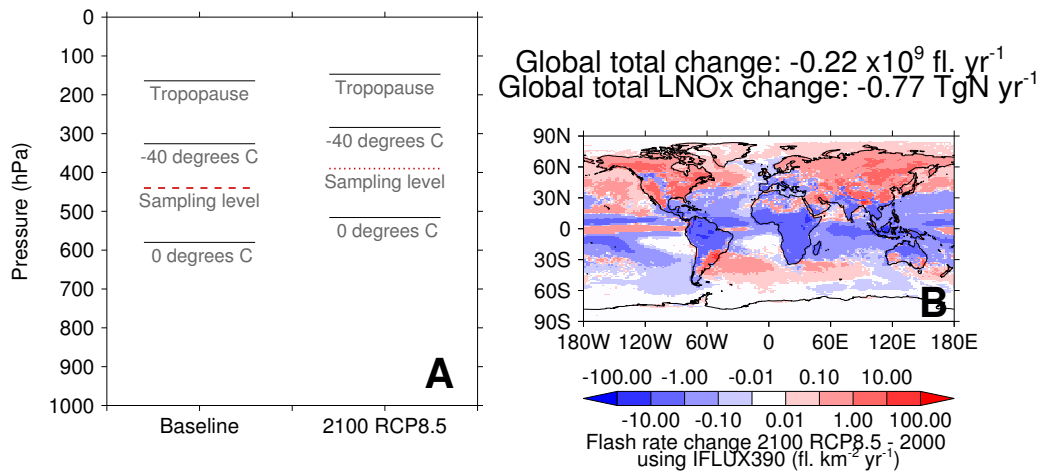 0
100
200
300
400
500
600
700
800
900
1000
Pressure (hPa)
Tropopause
-40 degrees C
Sampling level
0 degrees C
Tropopause
-40 degrees C
Sampling level
0 degrees C
A
Baseline
2100 RCP8.5
Global total change: -0.22 x10⁹ fl. yr⁻¹
Global total LNOx change: -0.77 TgN yr⁻¹
90N
60N
30N
0
30S
60S
90S
B
180W 120W 60W 0 60E 120E 180E
-100.00 -1.00 -0.01 0.10 10.00
-10.00 -0.10 0.01 1.00 100.00
Flash rate change 2100 RCP8.5 - 2000
using IFLUX390 (fl. km⁻² yr⁻¹)